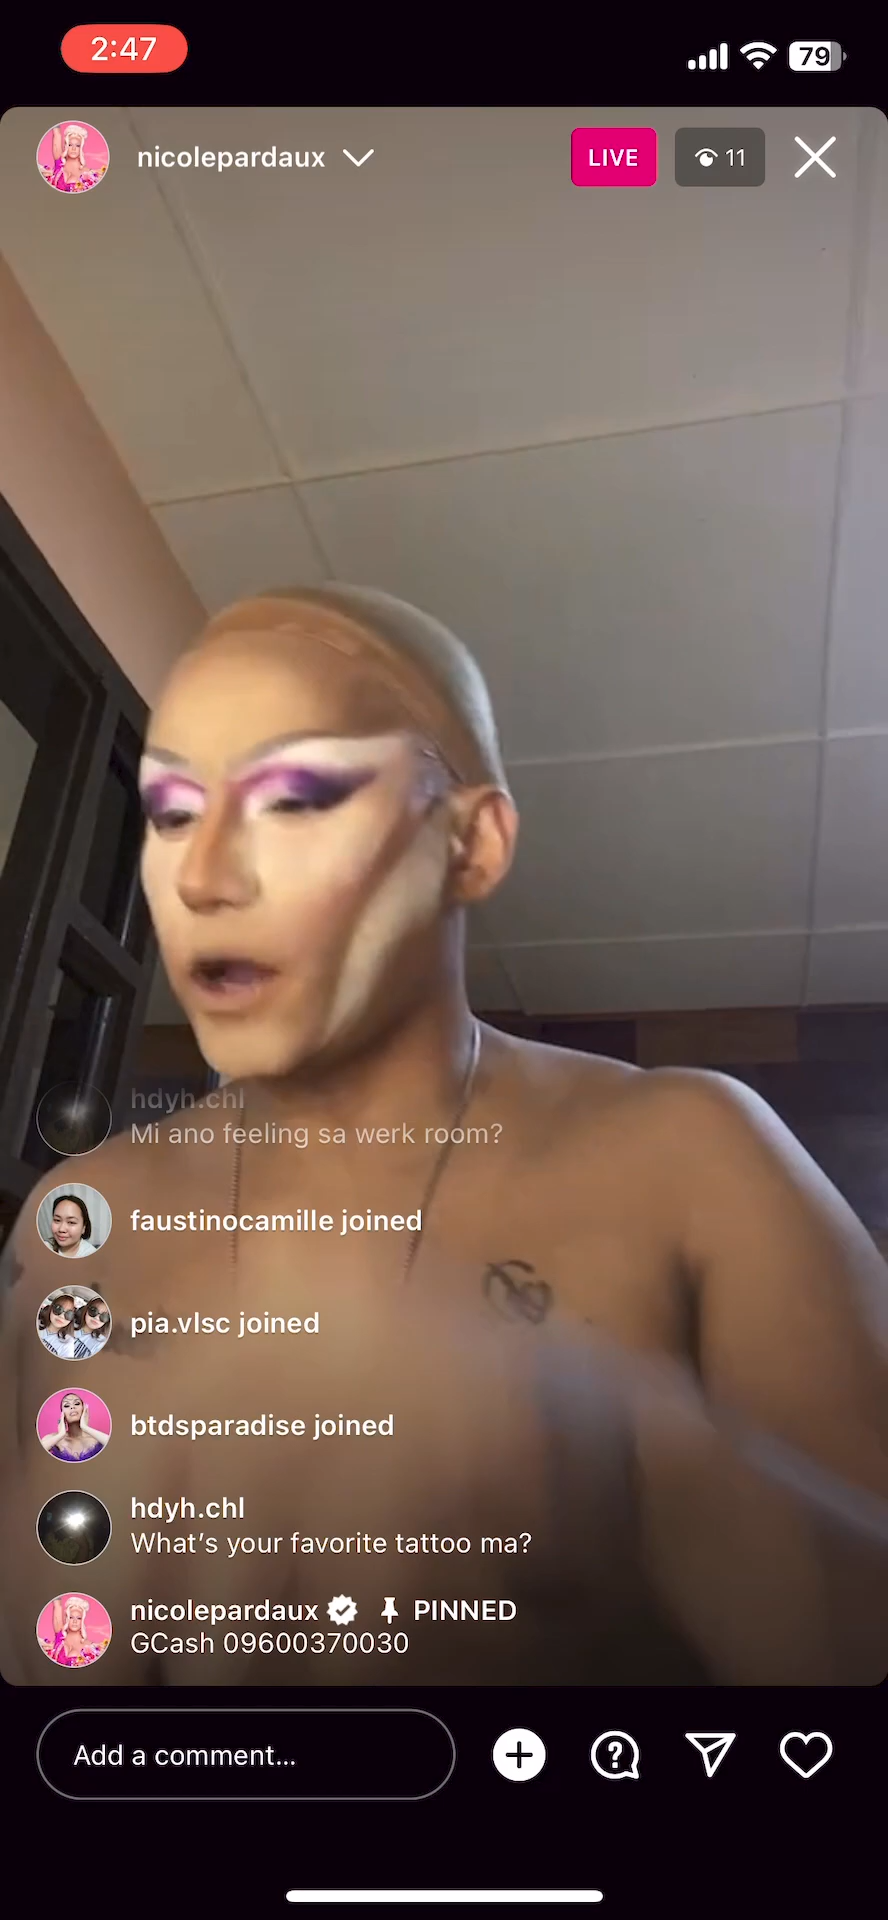 2:47
79
nicolepardaux
LIVE
11
hdyh.chl
Mi ano feeling sa werk room?
faustinocamille joined
pia.vlsc joined
btdsparadise joined
hdyh.chl
What's your favorite tattoo ma?
nicolepardaux PINNED
GCash 09600370030
Add a comment...